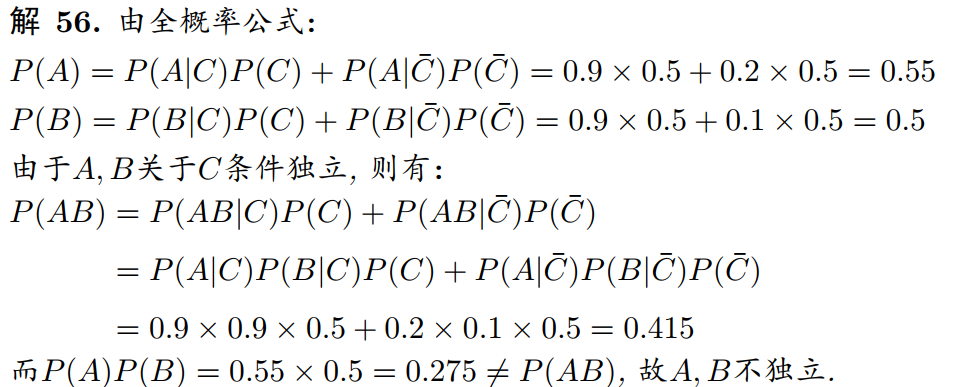 解 56. 由全概率公式:
P(A) = P(A|C)P(C) + P(A|C̄)P(C̄) = 0.9 × 0.5 + 0.2 × 0.5 = 0.55
P(B) = P(B|C)P(C) + P(B|C̄)P(C̄) = 0.9 × 0.5 + 0.1 × 0.5 = 0.5
由于A, B关于C条件独立, 则有:
P(AB) = P(AB|C)P(C) + P(AB|C̄)P(C̄)
= P(A|C)P(B|C)P(C) + P(A|C̄)P(B|C̄)P(C̄)
= 0.9 × 0.9 × 0.5 + 0.2 × 0.1 × 0.5 = 0.415
而P(A)P(B) = 0.55 × 0.5 = 0.275 ≠ P(AB), 故A, B不独立.